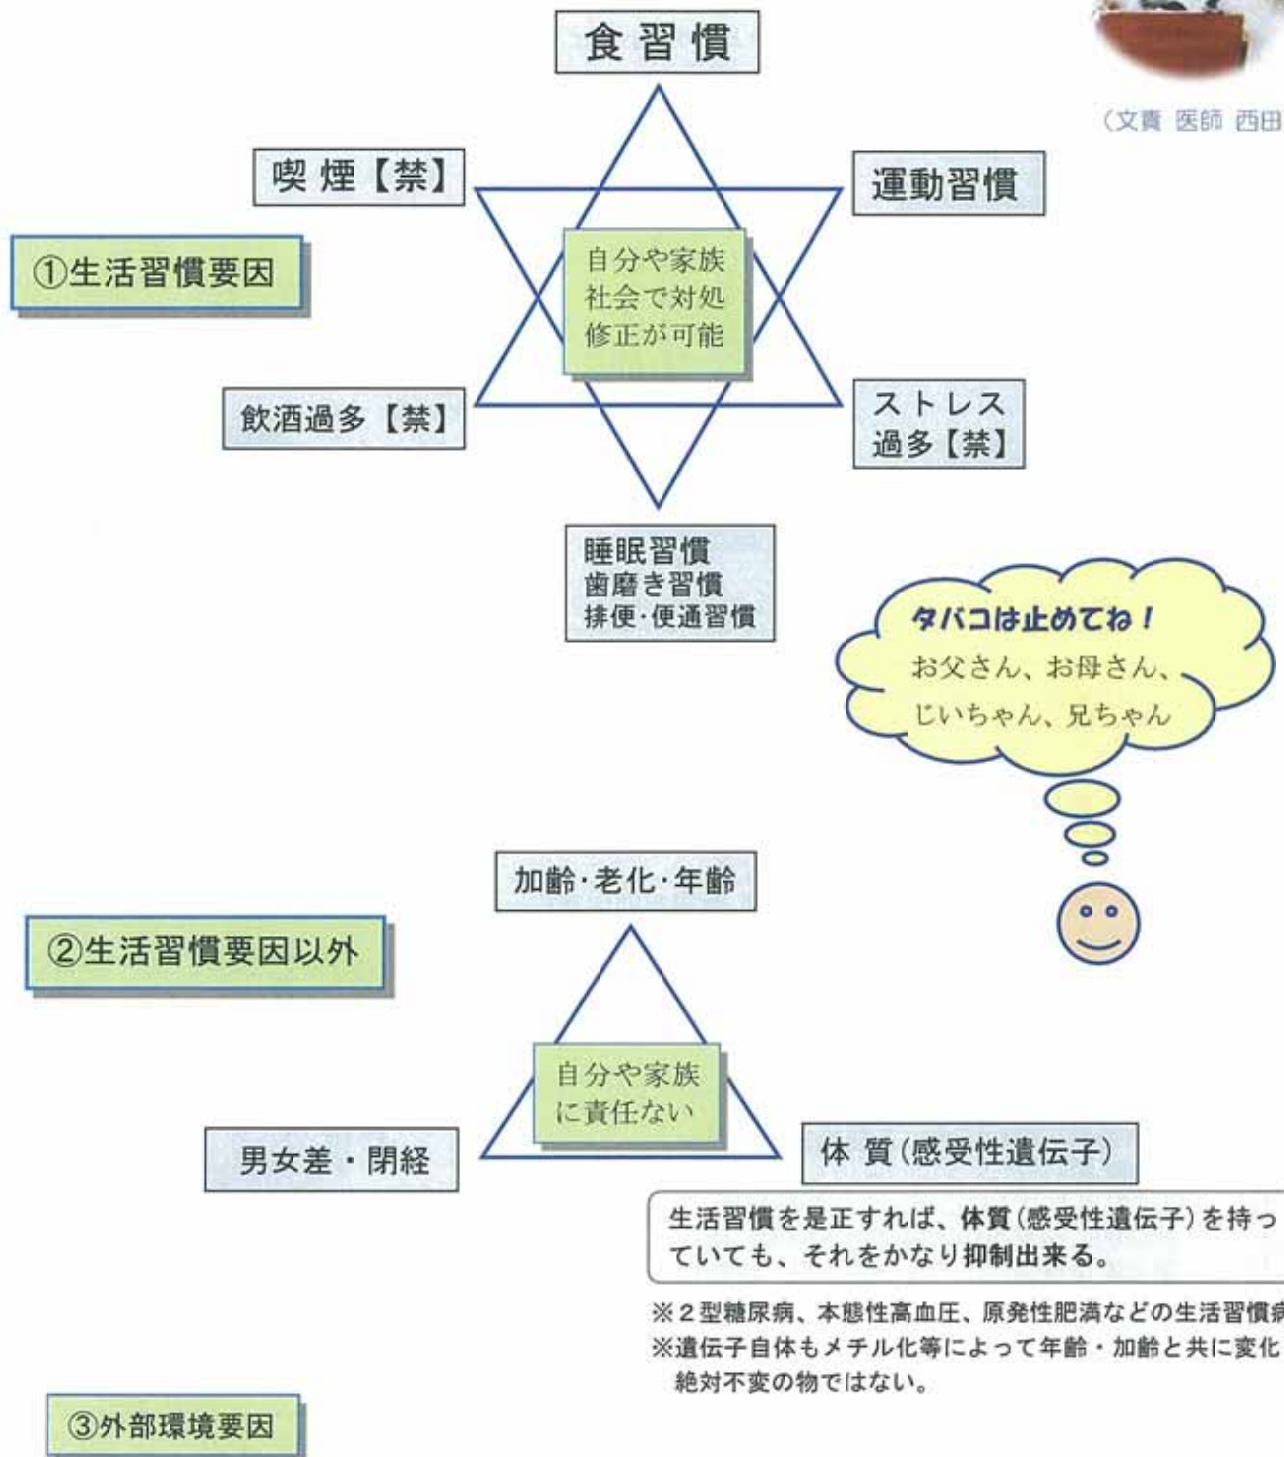 食習慣
(文責 医師 西田
喫煙【禁】
運動習慣
①生活習慣要因
自分や家族
社会で対処
修正が可能
飲酒過多【禁】
ストレス
過多【禁】
睡眠習慣
歯磨き習慣
排便・便通習慣
タバコは止めてね！
お父さん、お母さん、
じいちゃん、兄ちゃん
加齢・老化・年齢
②生活習慣要因以外
自分や家族
に責任ない
男女差・閉経
体 質(感受性遺伝子)
生活習慣を是正すれば、体質(感受性遺伝子)を持っ
ていても、それをかなり抑制出来る。
※２型糖尿病、本態性高血圧、原発性肥満などの生活習慣病
※遺伝子自体もメチル化等によって年齢・加齢と共に変化
絶対不変の物ではない。
③外部環境要因